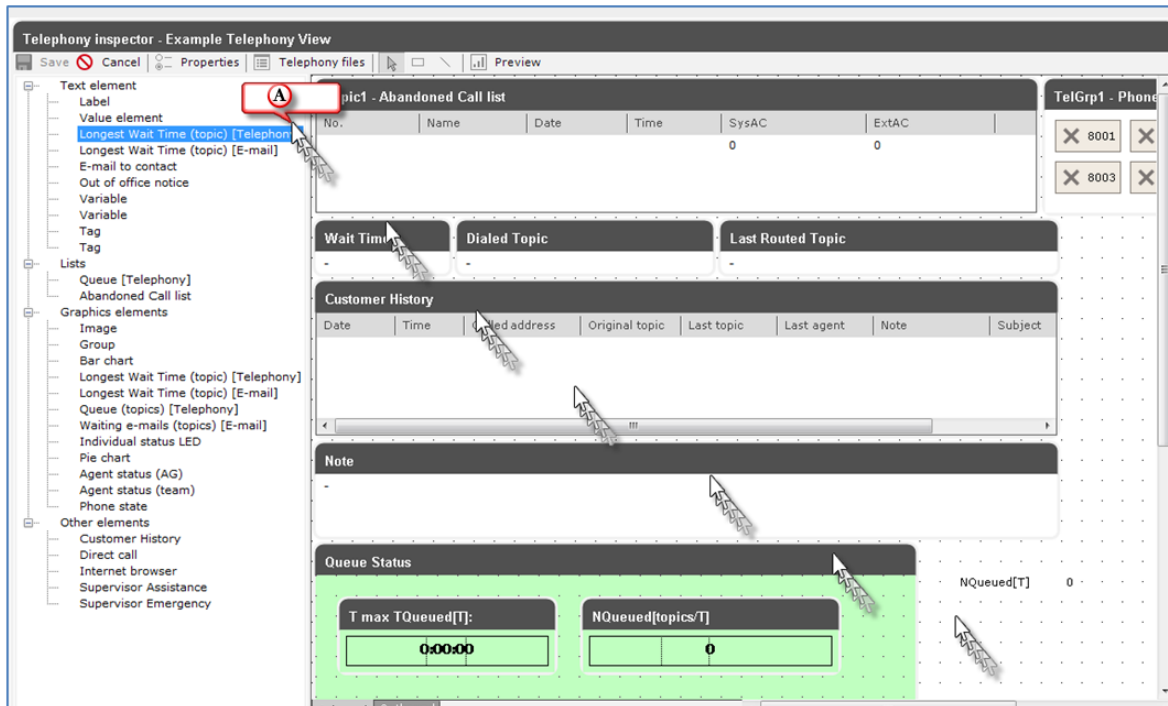 Telephony inspector - Example Telephony View
Save Cancel Properties Telephony files Preview
Text element
Label
Value element
Longest Wait Time (topic) [Telephony]
Longest Wait Time (topic) [E-mail]
E-mail to contact
Out of office notice
Variable
Variable
Tag
Tag
Lists
Queue [Telephony]
Abandoned Call list
Graphics elements
Image
Group
Bar chart
Longest Wait Time (topic) [Telephony]
Longest Wait Time (topic) [E-mail]
Queue (topics) [Telephony]
Waiting e-mails (topics) [E-mail]
Individual status LED
Pie chart
Agent status (AG)
Agent status (team)
Phone state
Other elements
Customer History
Direct call
Internet browser
Supervisor Assistance
Supervisor Emergency
A
pic1 - Abandoned Call list
No. Name Date Time SysAC ExtAC
0 0
TelGrp1 - Phone
8001
8003
Wait Time Dialed Topic Last Routed Topic
- - -
Customer History
Date Time Called address Original topic Last topic Last agent Note Subject
Note
-
Queue Status
T max TQueued[T]: NQueued[topics/T]
0:00:00 0
NQueued[T] 0